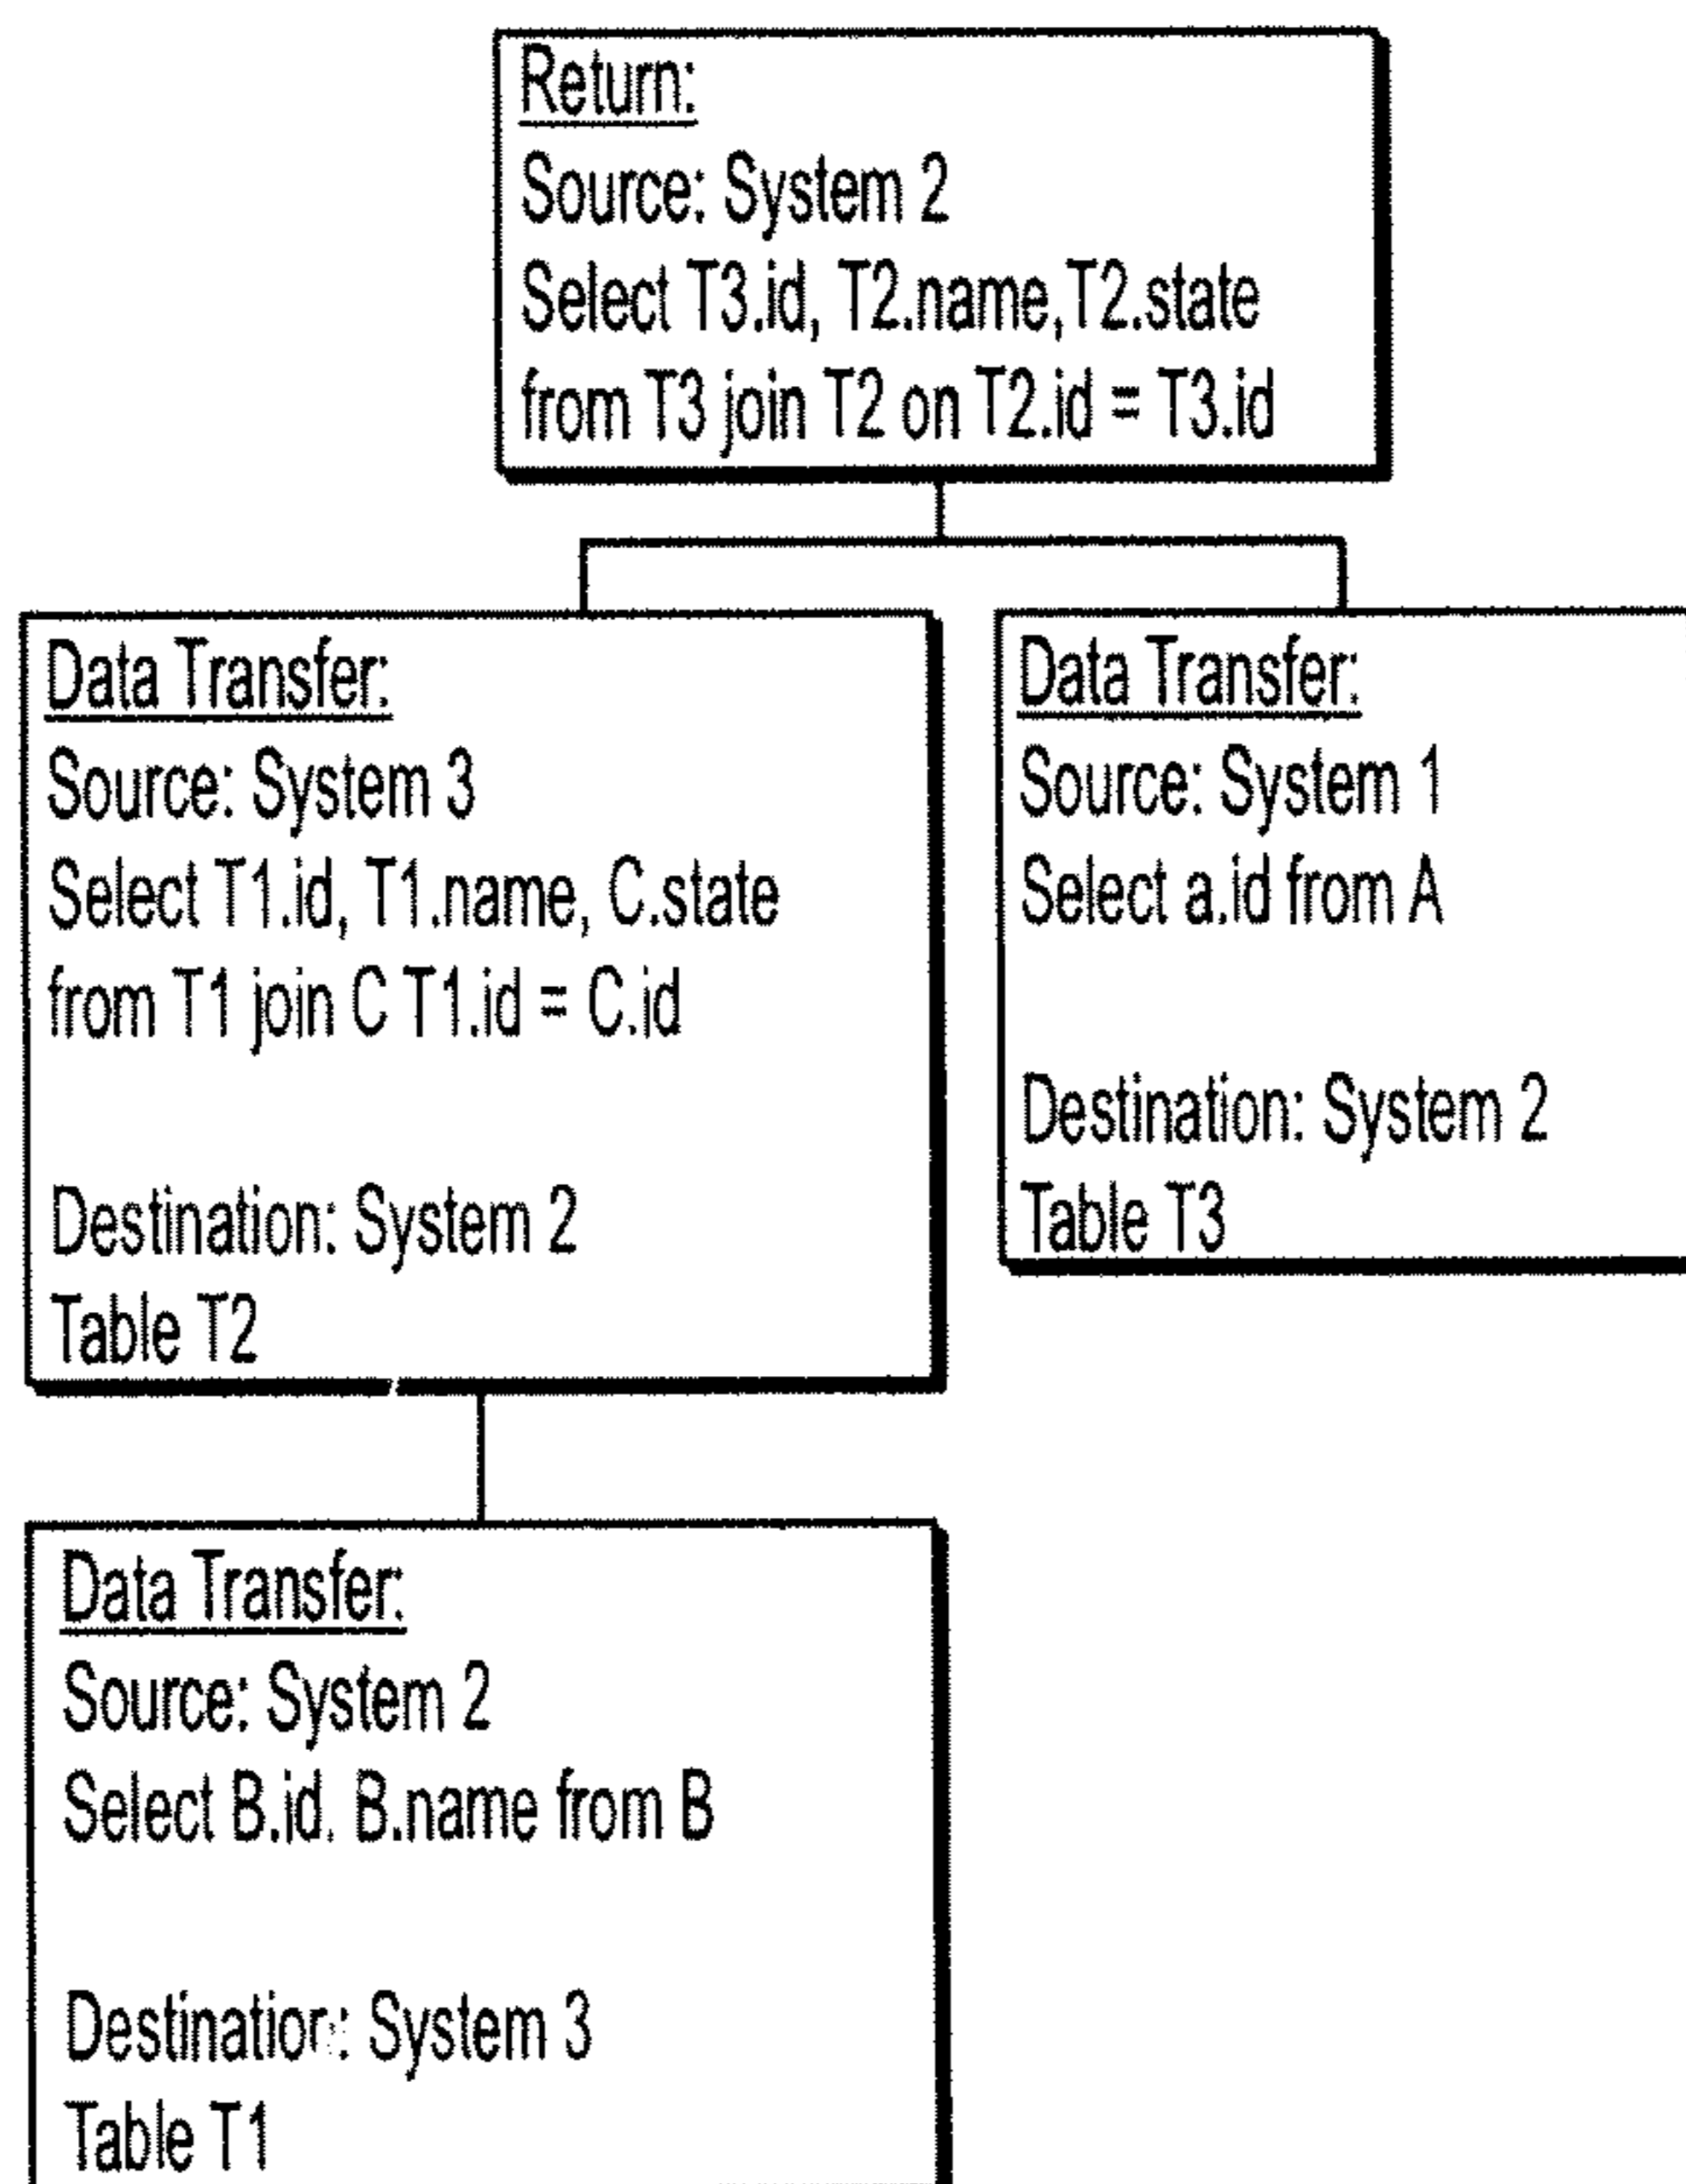 Return:
Source: System 2
Select T3.id, T2.name,T2.state
from T3 join T2 on T2.id = T3.id
Data Transfer:
Source: System 3
Select T1.id, T1.name, C.state
from T1 join C T1.id = C.id
Destination: System 2
Table T2
Data Transfer:
Source: System 1
Select a.id from A
Destination: System 2
Table T3
Data Transfer:
Source: System 2
Select B.id, B.name from B
Destination: System 3
Table T1